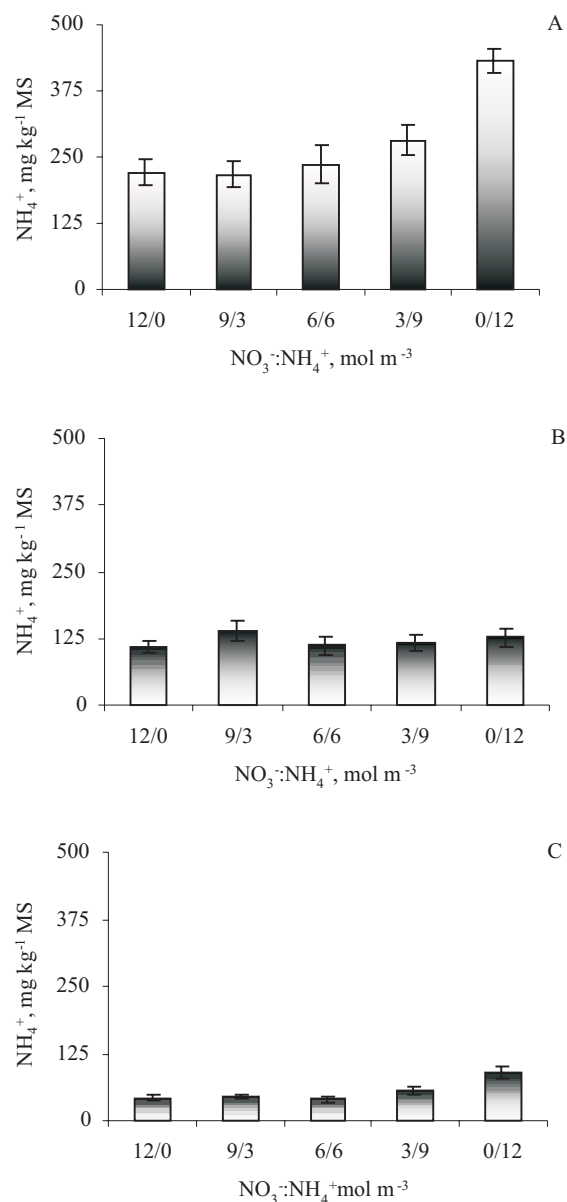 A
500
375
250
125
0
NH₄⁺, mg kg⁻¹ MS
12/0 9/3 6/6 3/9 0/12
NO₃⁻:NH₄⁺, mol m⁻³
B
500
375
250
125
0
NH₄⁺, mg kg⁻¹ MS
12/0 9/3 6/6 3/9 0/12
NO₃⁻:NH₄⁺, mol m⁻³
C
500
375
250
125
0
NH₄⁺, mg kg⁻¹ MS
12/0 9/3 6/6 3/9 0/12
NO₃⁻:NH₄⁺mol m⁻³